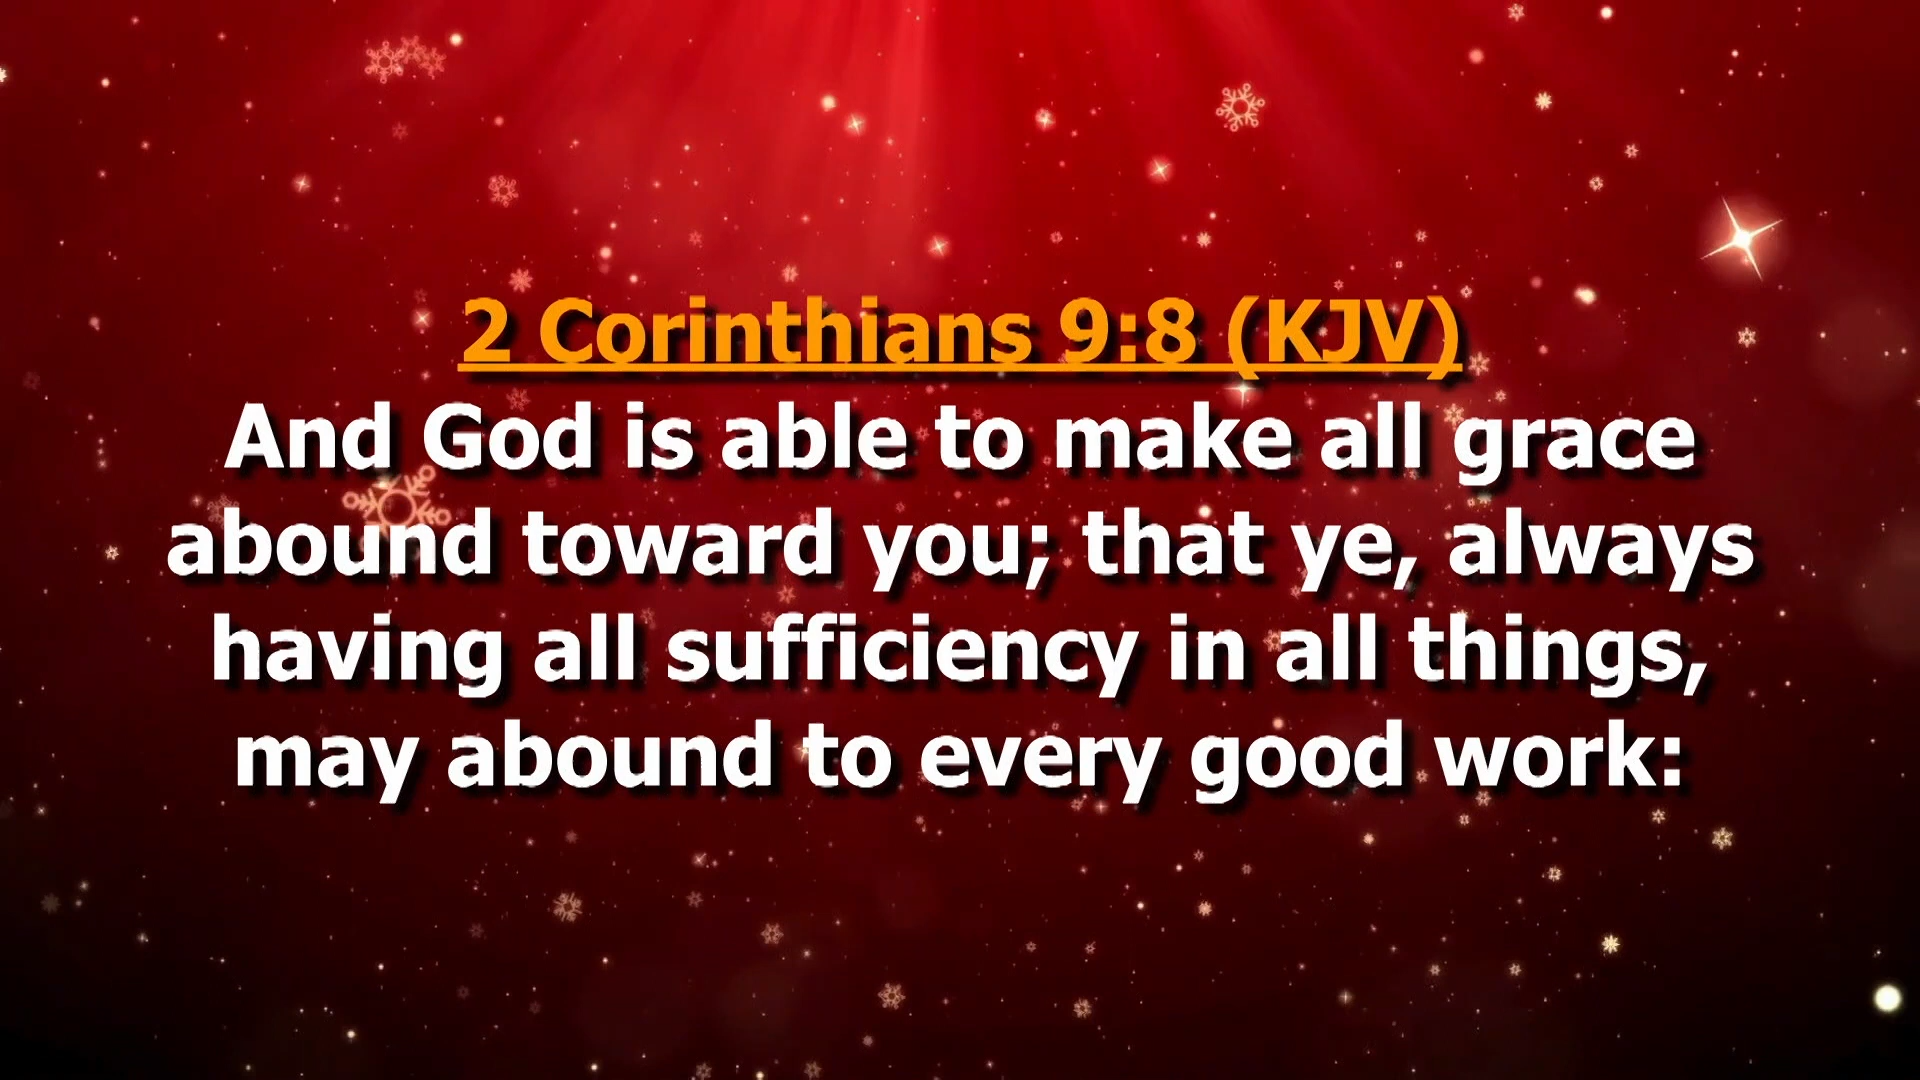 2 Corinthians 9:8 (KJV)
And God is able to make all grace
abound toward you; that ye, always
having all sufficiency in all things,
may abound to every good work: